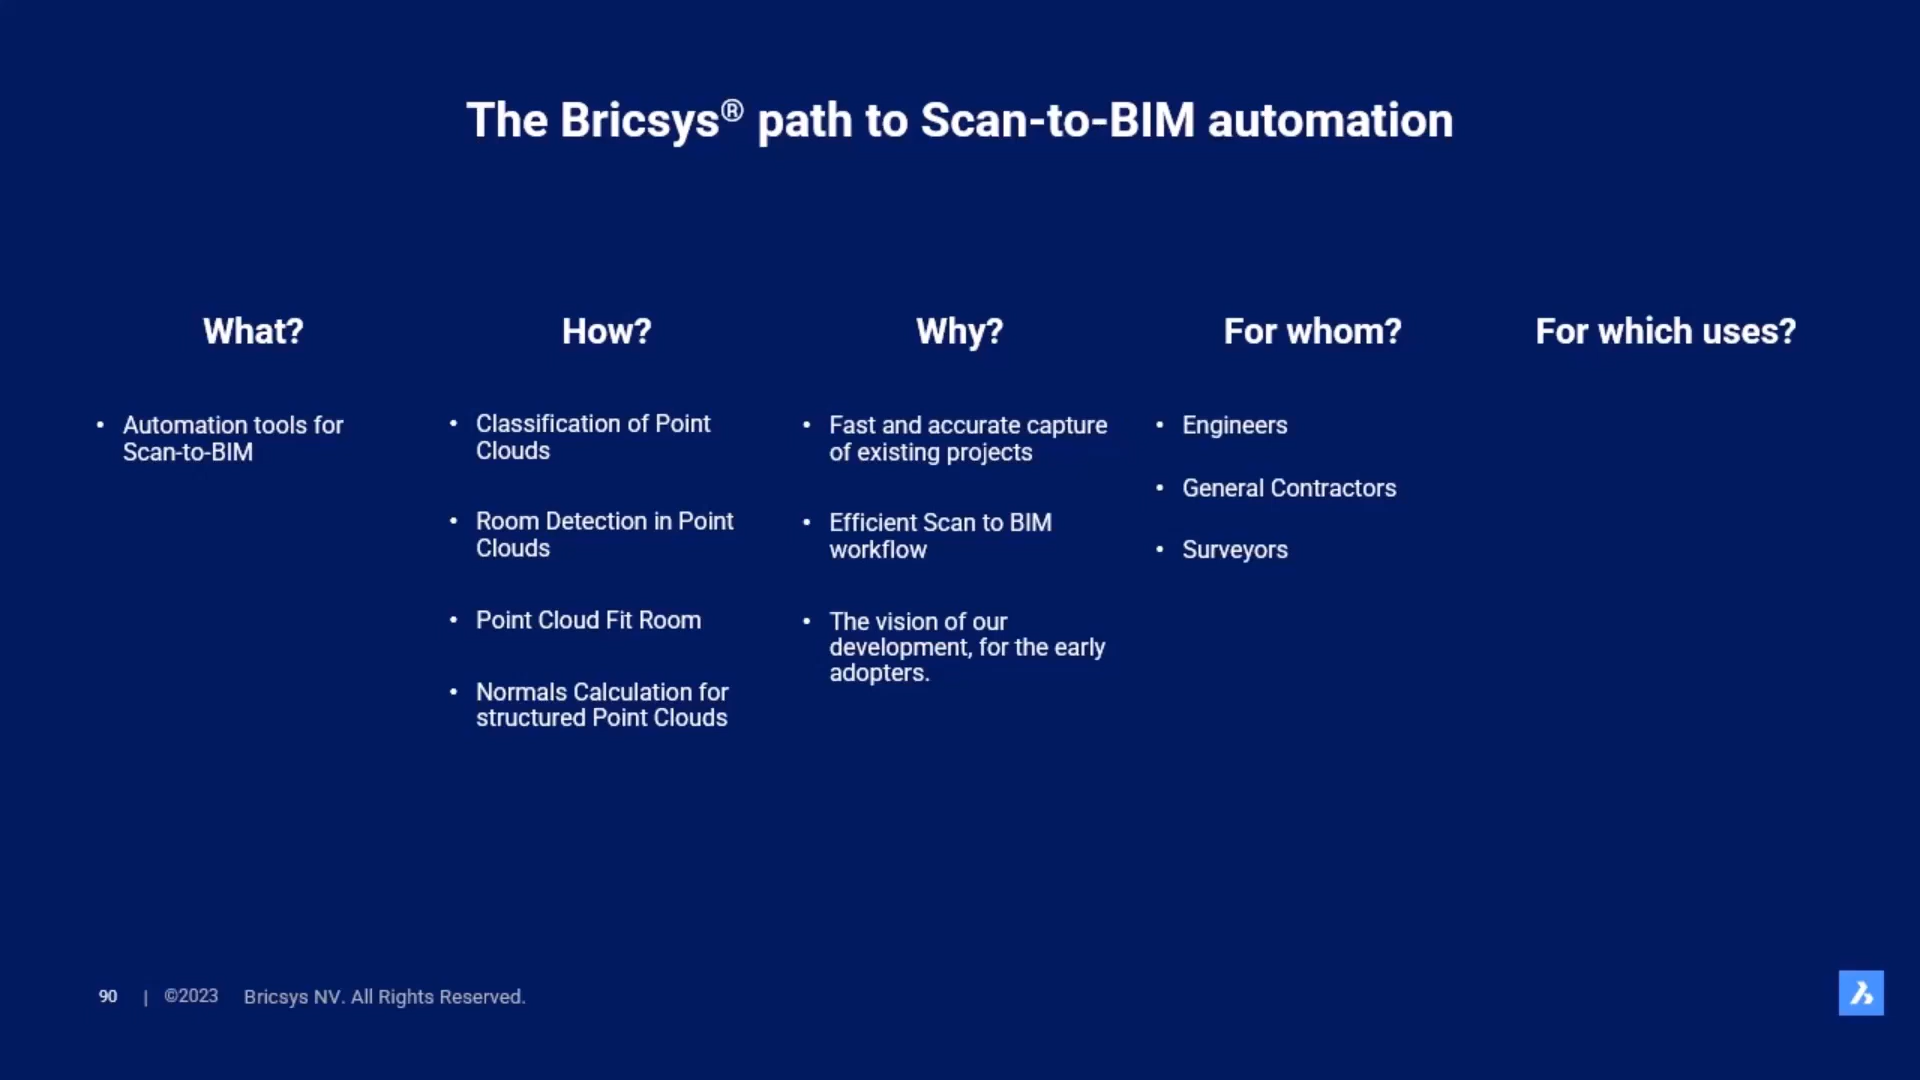 The Bricsys® path to Scan-to-BIM automation
What?
• Automation tools for
Scan-to-BIM
How?
• Classification of Point
Clouds
• Room Detection in Point
Clouds
• Point Cloud Fit Room
• Normals Calculation for
structured Point Clouds
Why?
• Fast and accurate capture
of existing projects
• Efficient Scan to BIM
workflow
• The vision of our
development, for the early
adopters.
For whom?
• Engineers
• General Contractors
• Surveyors
For which uses?
90 | ©2023 Bricsys NV. All Rights Reserved.